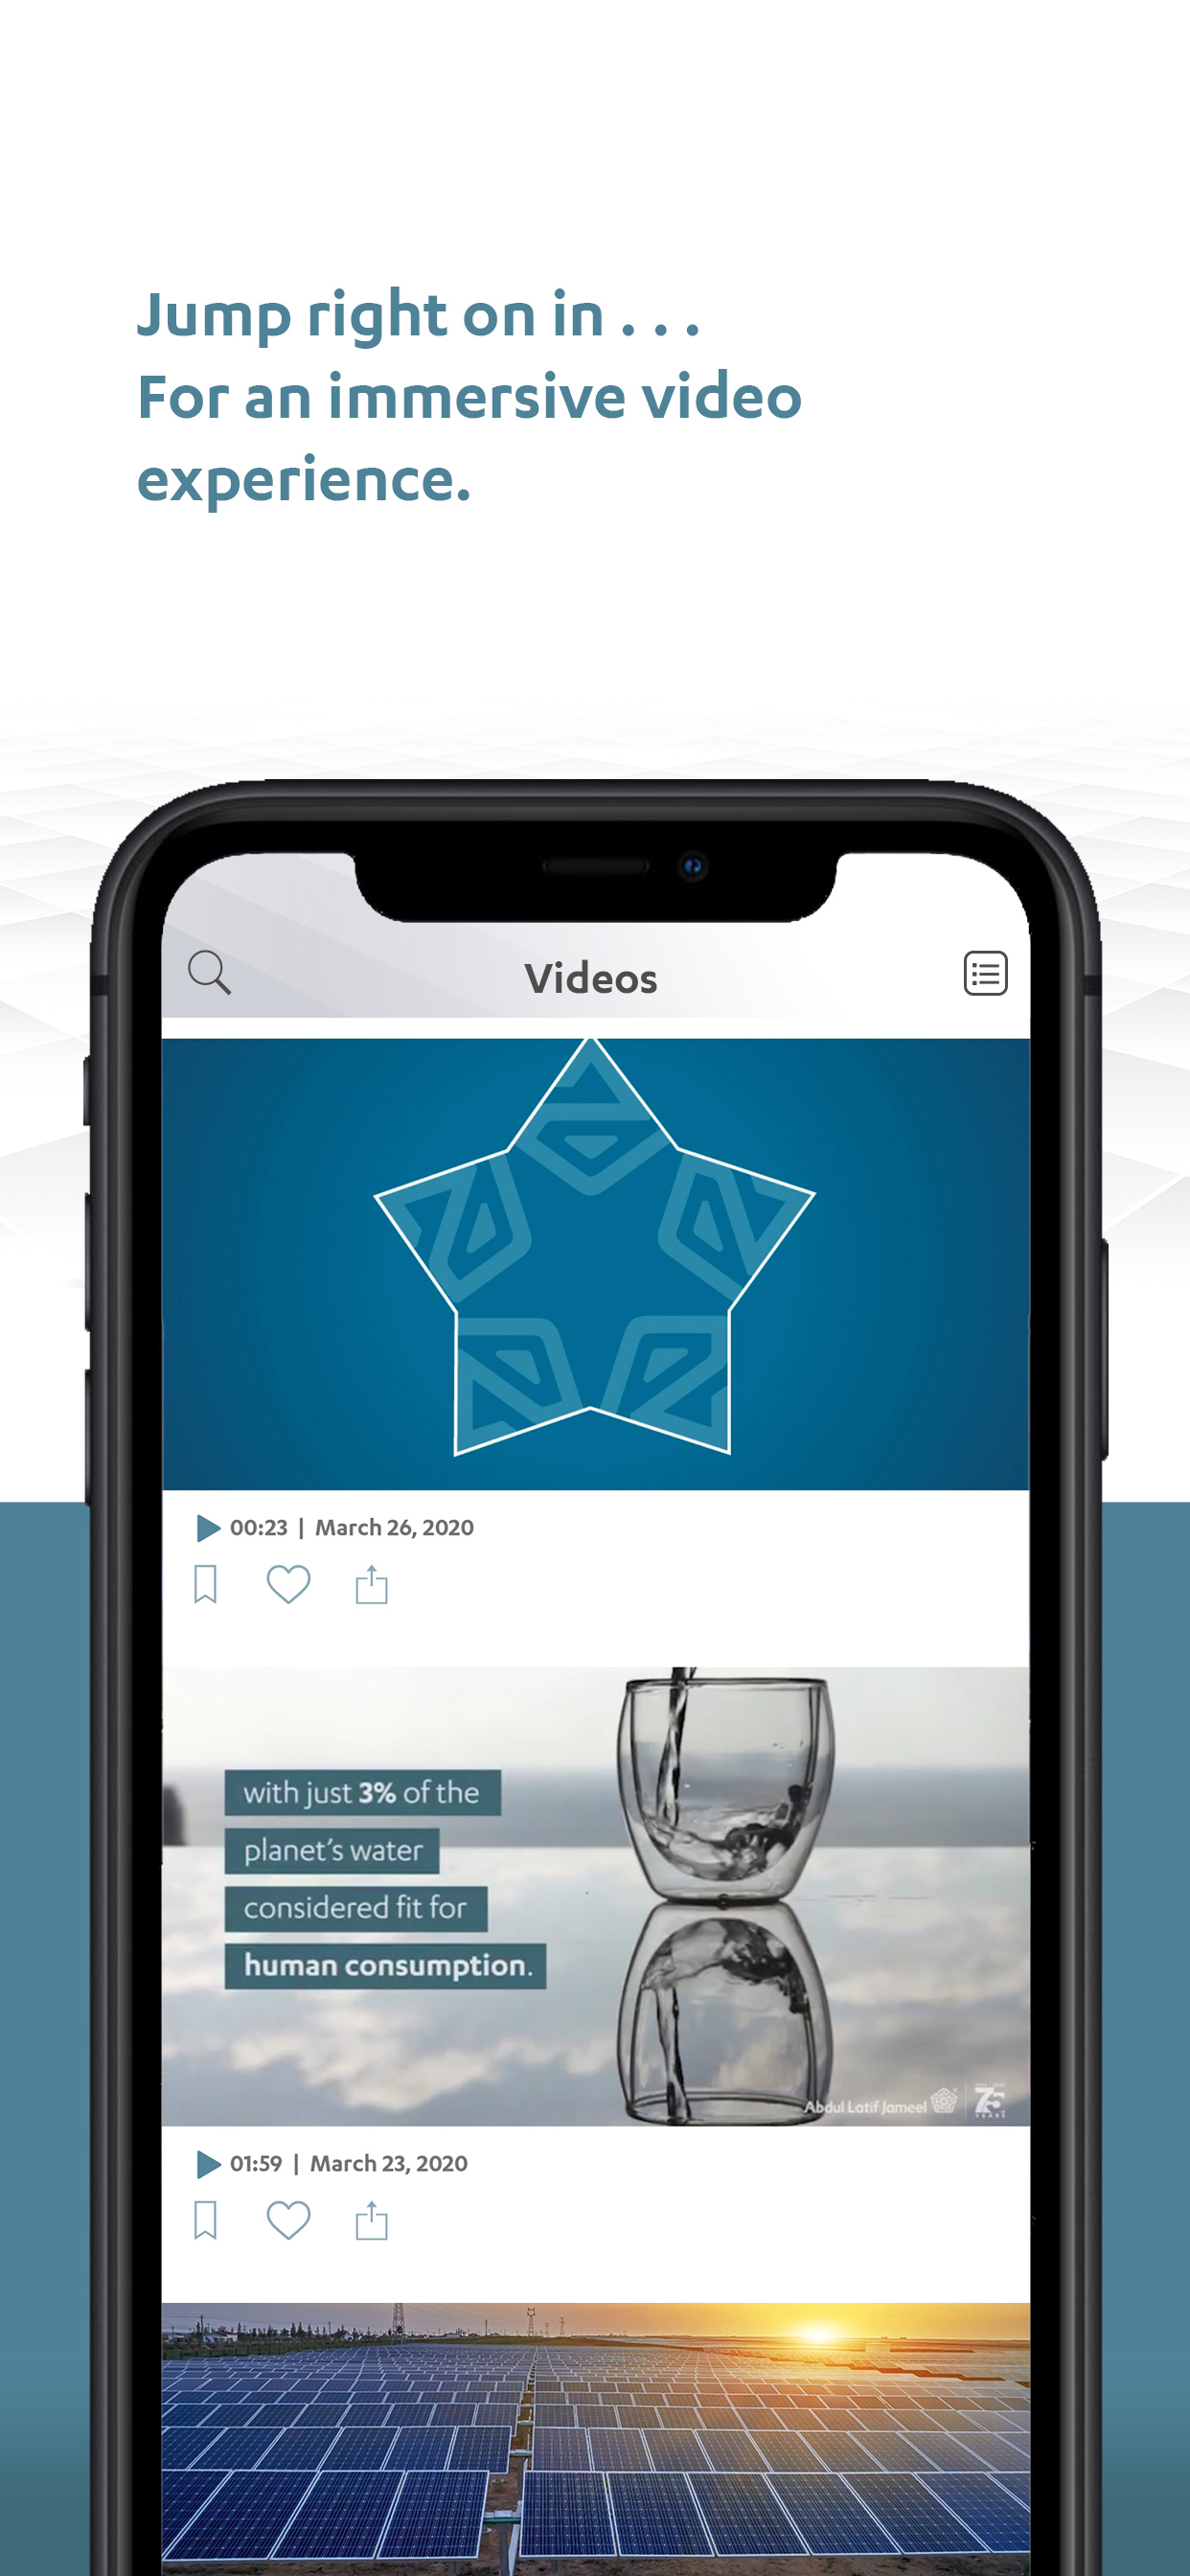 Jump right on in . . .
For an immersive video
experience.
Videos
00:23 | March 26, 2020
with just 3% of the
planet's water
considered fit for
human consumption.
Abdul Latif Jameel
75
YEARS
01:59 | March 23, 2020